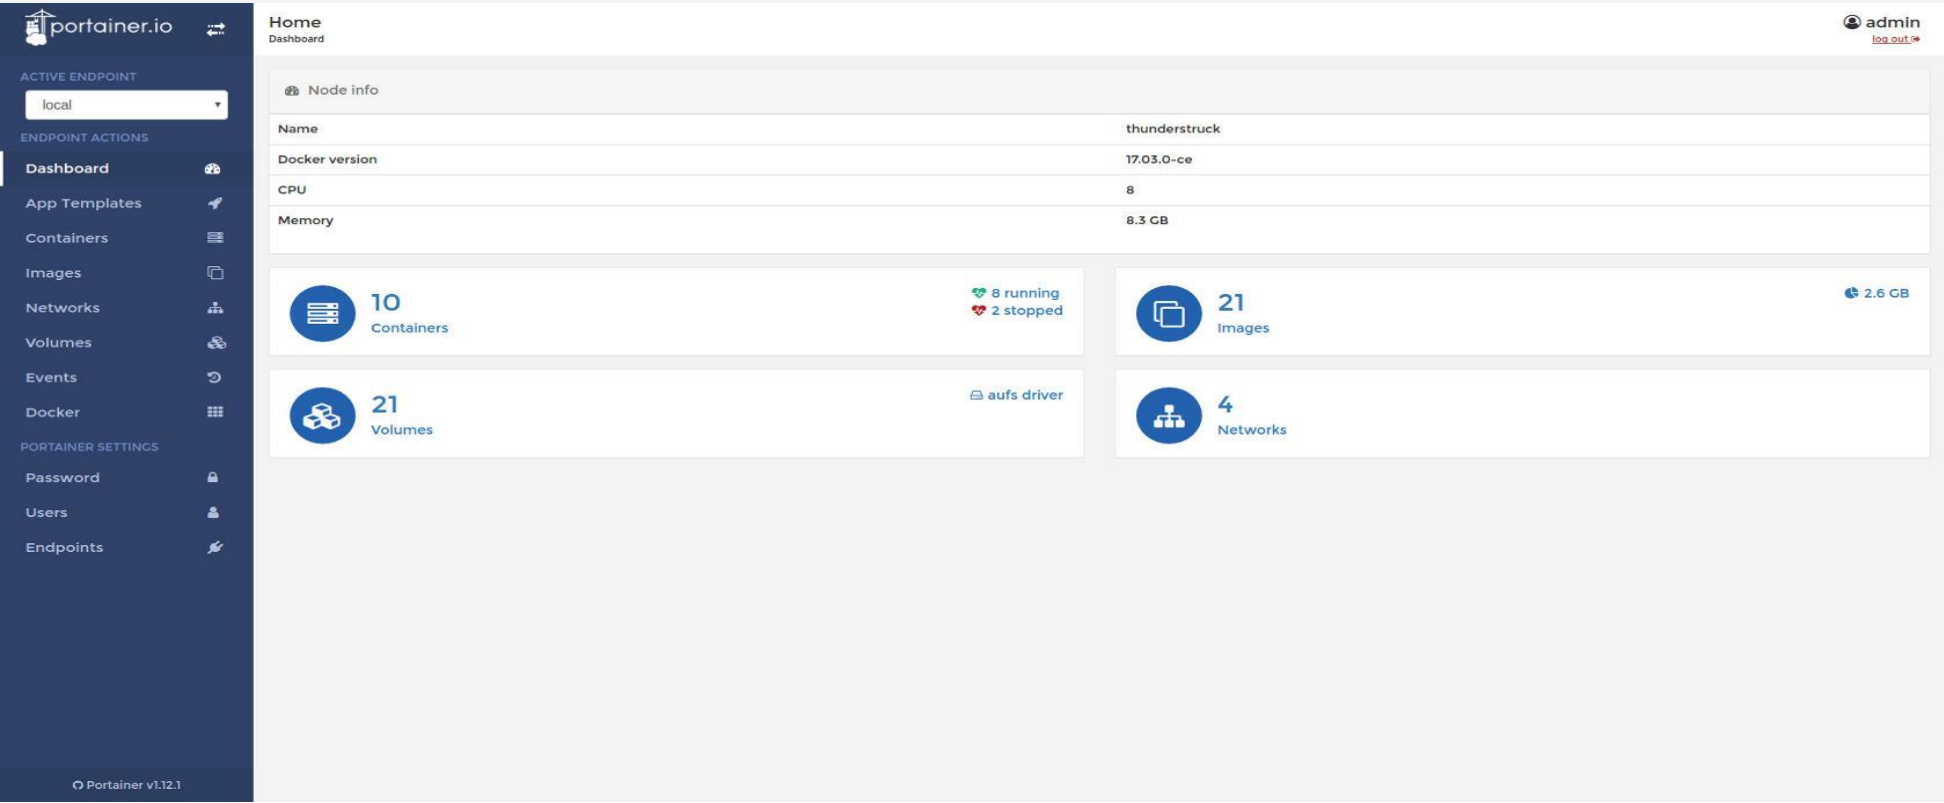 portainer.io
ACTIVE ENDPOINT
local
ENDPOINT ACTIONS
Dashboard
App Templates
Containers
Images
Networks
Volumes
Events
Docker
PORTAINER SETTINGS
Password
Users
Endpoints
Portainer v1.12.1
Home
Dashboard
admin
log out
Node info
Name thunderstruck
Docker version 17.03.0-ce
CPU 8
Memory 8.3 GB
10
Containers
8 running
2 stopped
21
Images
2.6 GB
21
Volumes
aufs driver
4
Networks